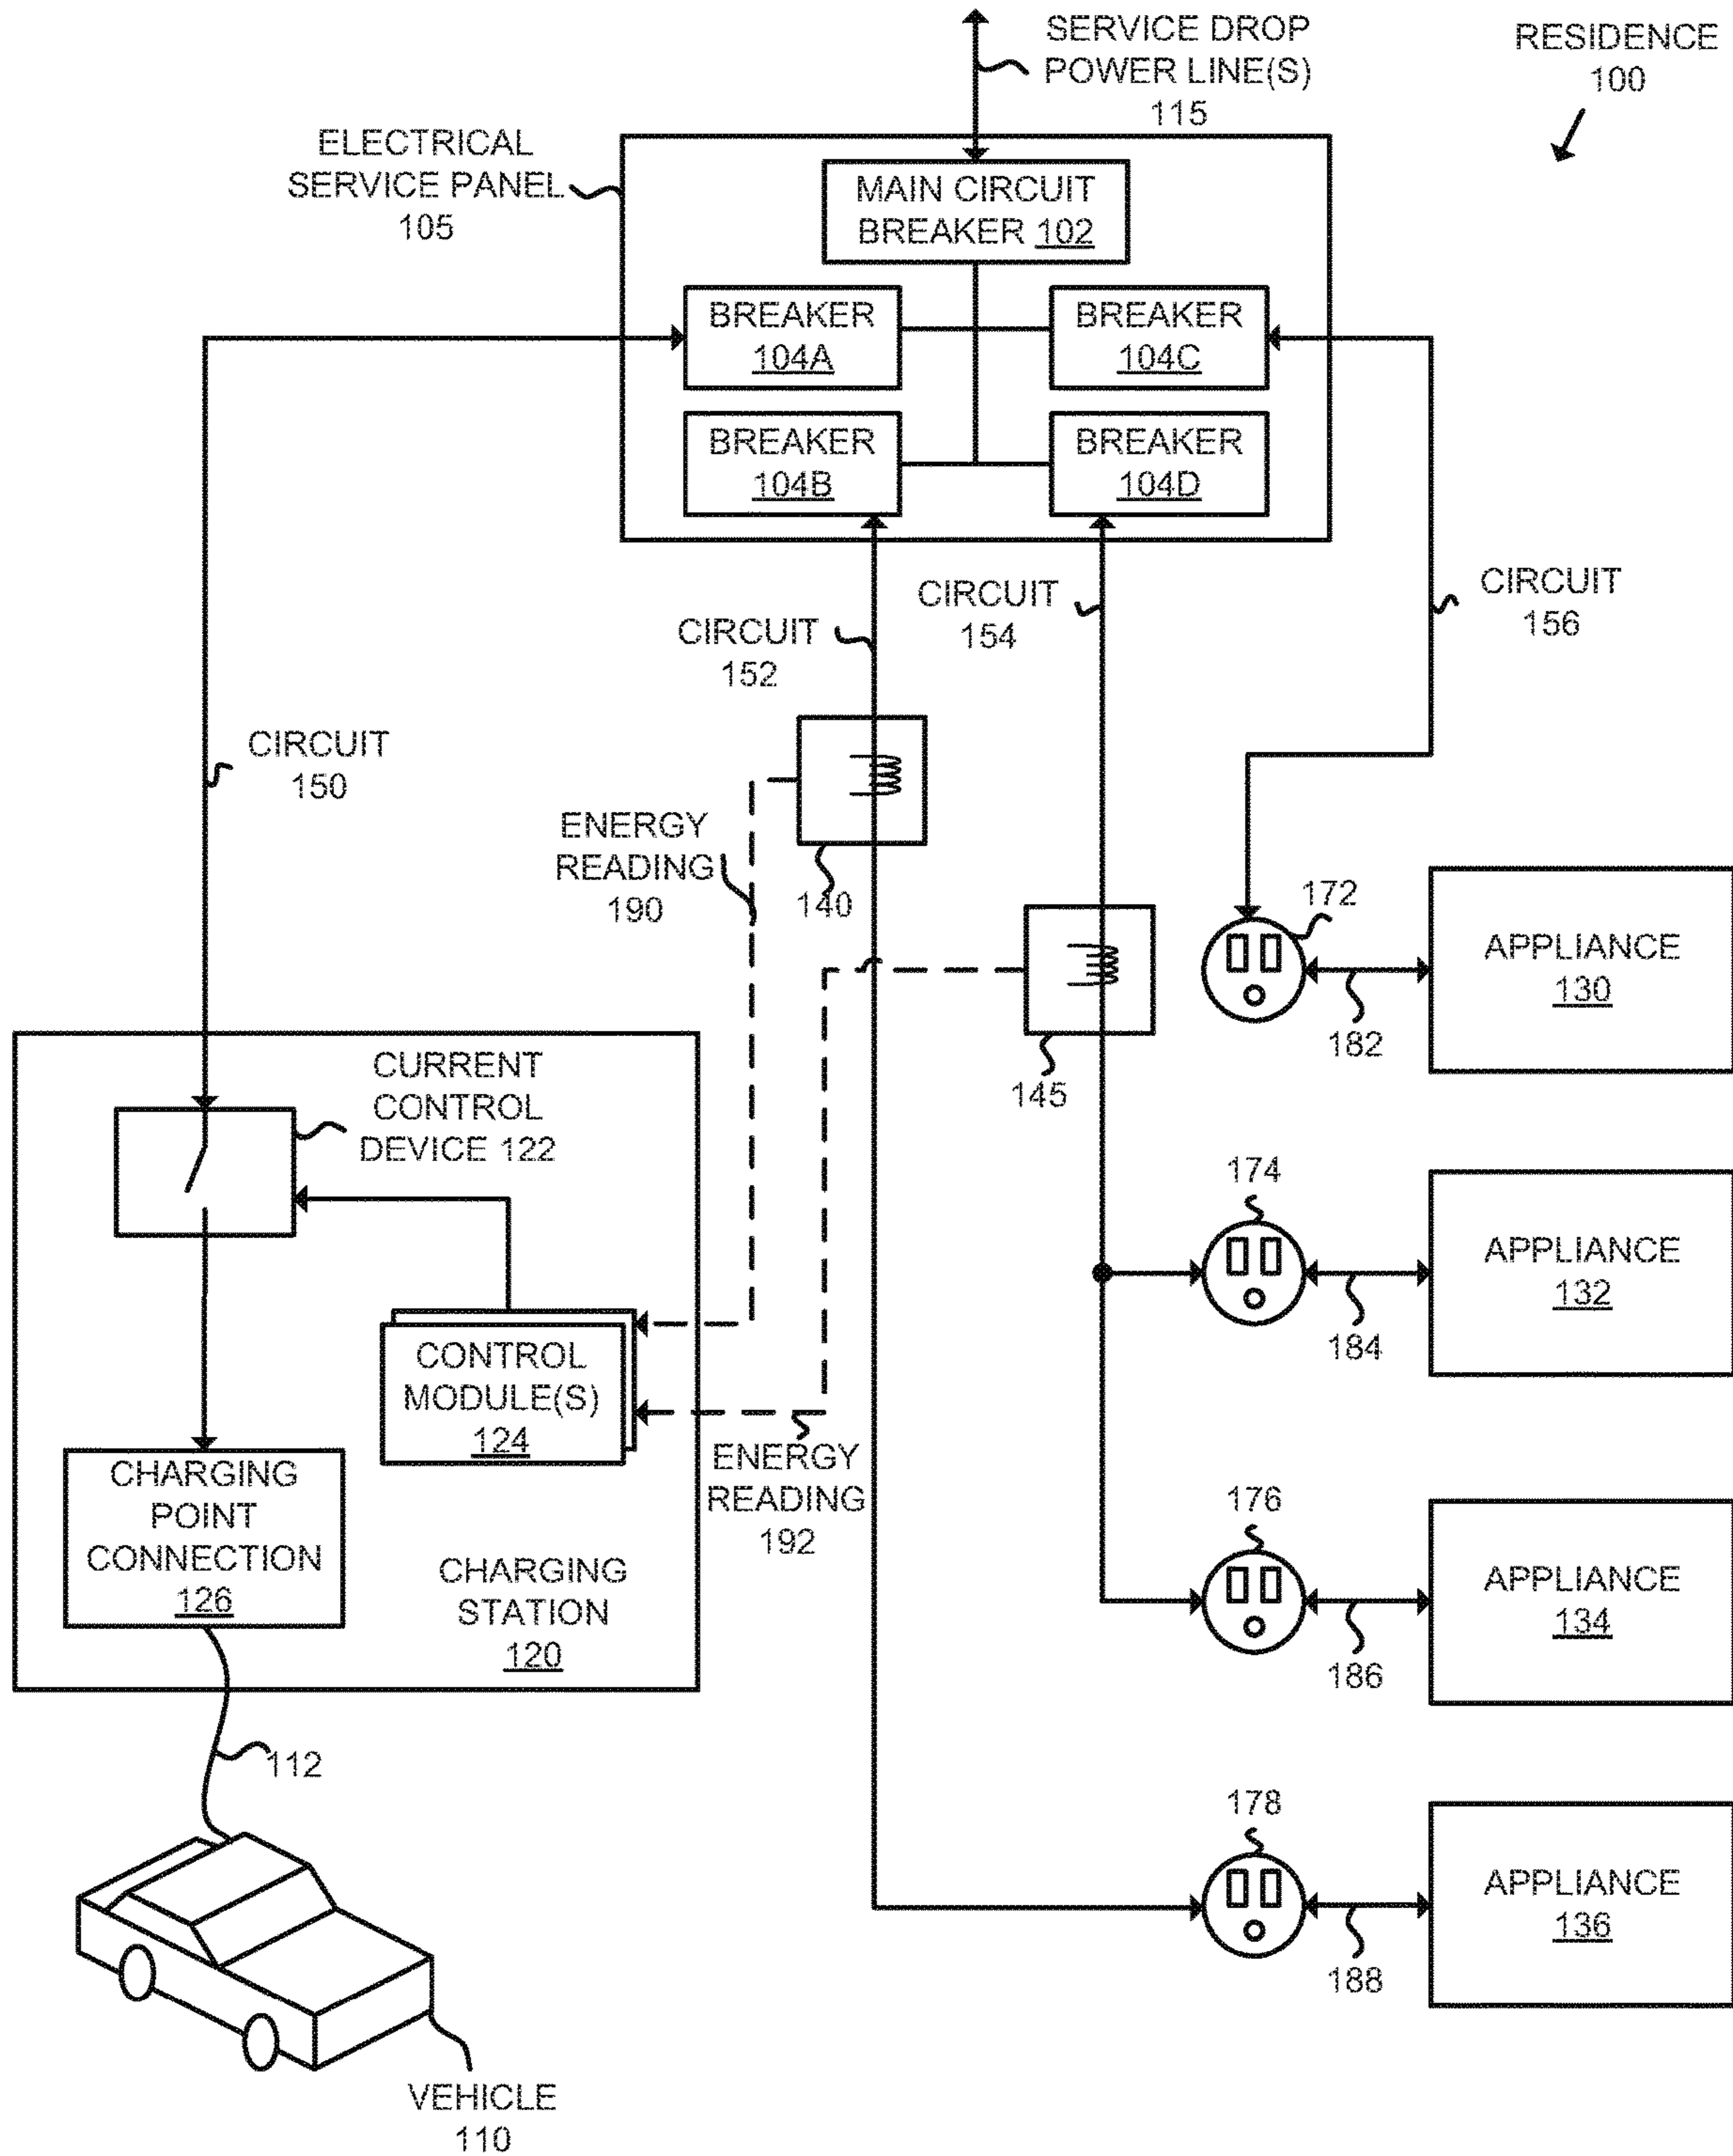 SERVICE DROP
POWER LINE(S)
115
RESIDENCE
100
ELECTRICAL
SERVICE PANEL
105
MAIN CIRCUIT
BREAKER 102
BREAKER
104A
BREAKER
104C
BREAKER
104B
BREAKER
104D
CIRCUIT
154
CIRCUIT
156
CIRCUIT
152
CIRCUIT
150
ENERGY
READING
190
140
172
APPLIANCE
130
182
145
CURRENT
CONTROL
DEVICE 122
174
APPLIANCE
132
184
CONTROL
MODULE(S)
124
ENERGY
READING
192
CHARGING
POINT
CONNECTION
126
CHARGING
STATION
120
176
APPLIANCE
134
186
112
178
APPLIANCE
136
188
VEHICLE
110